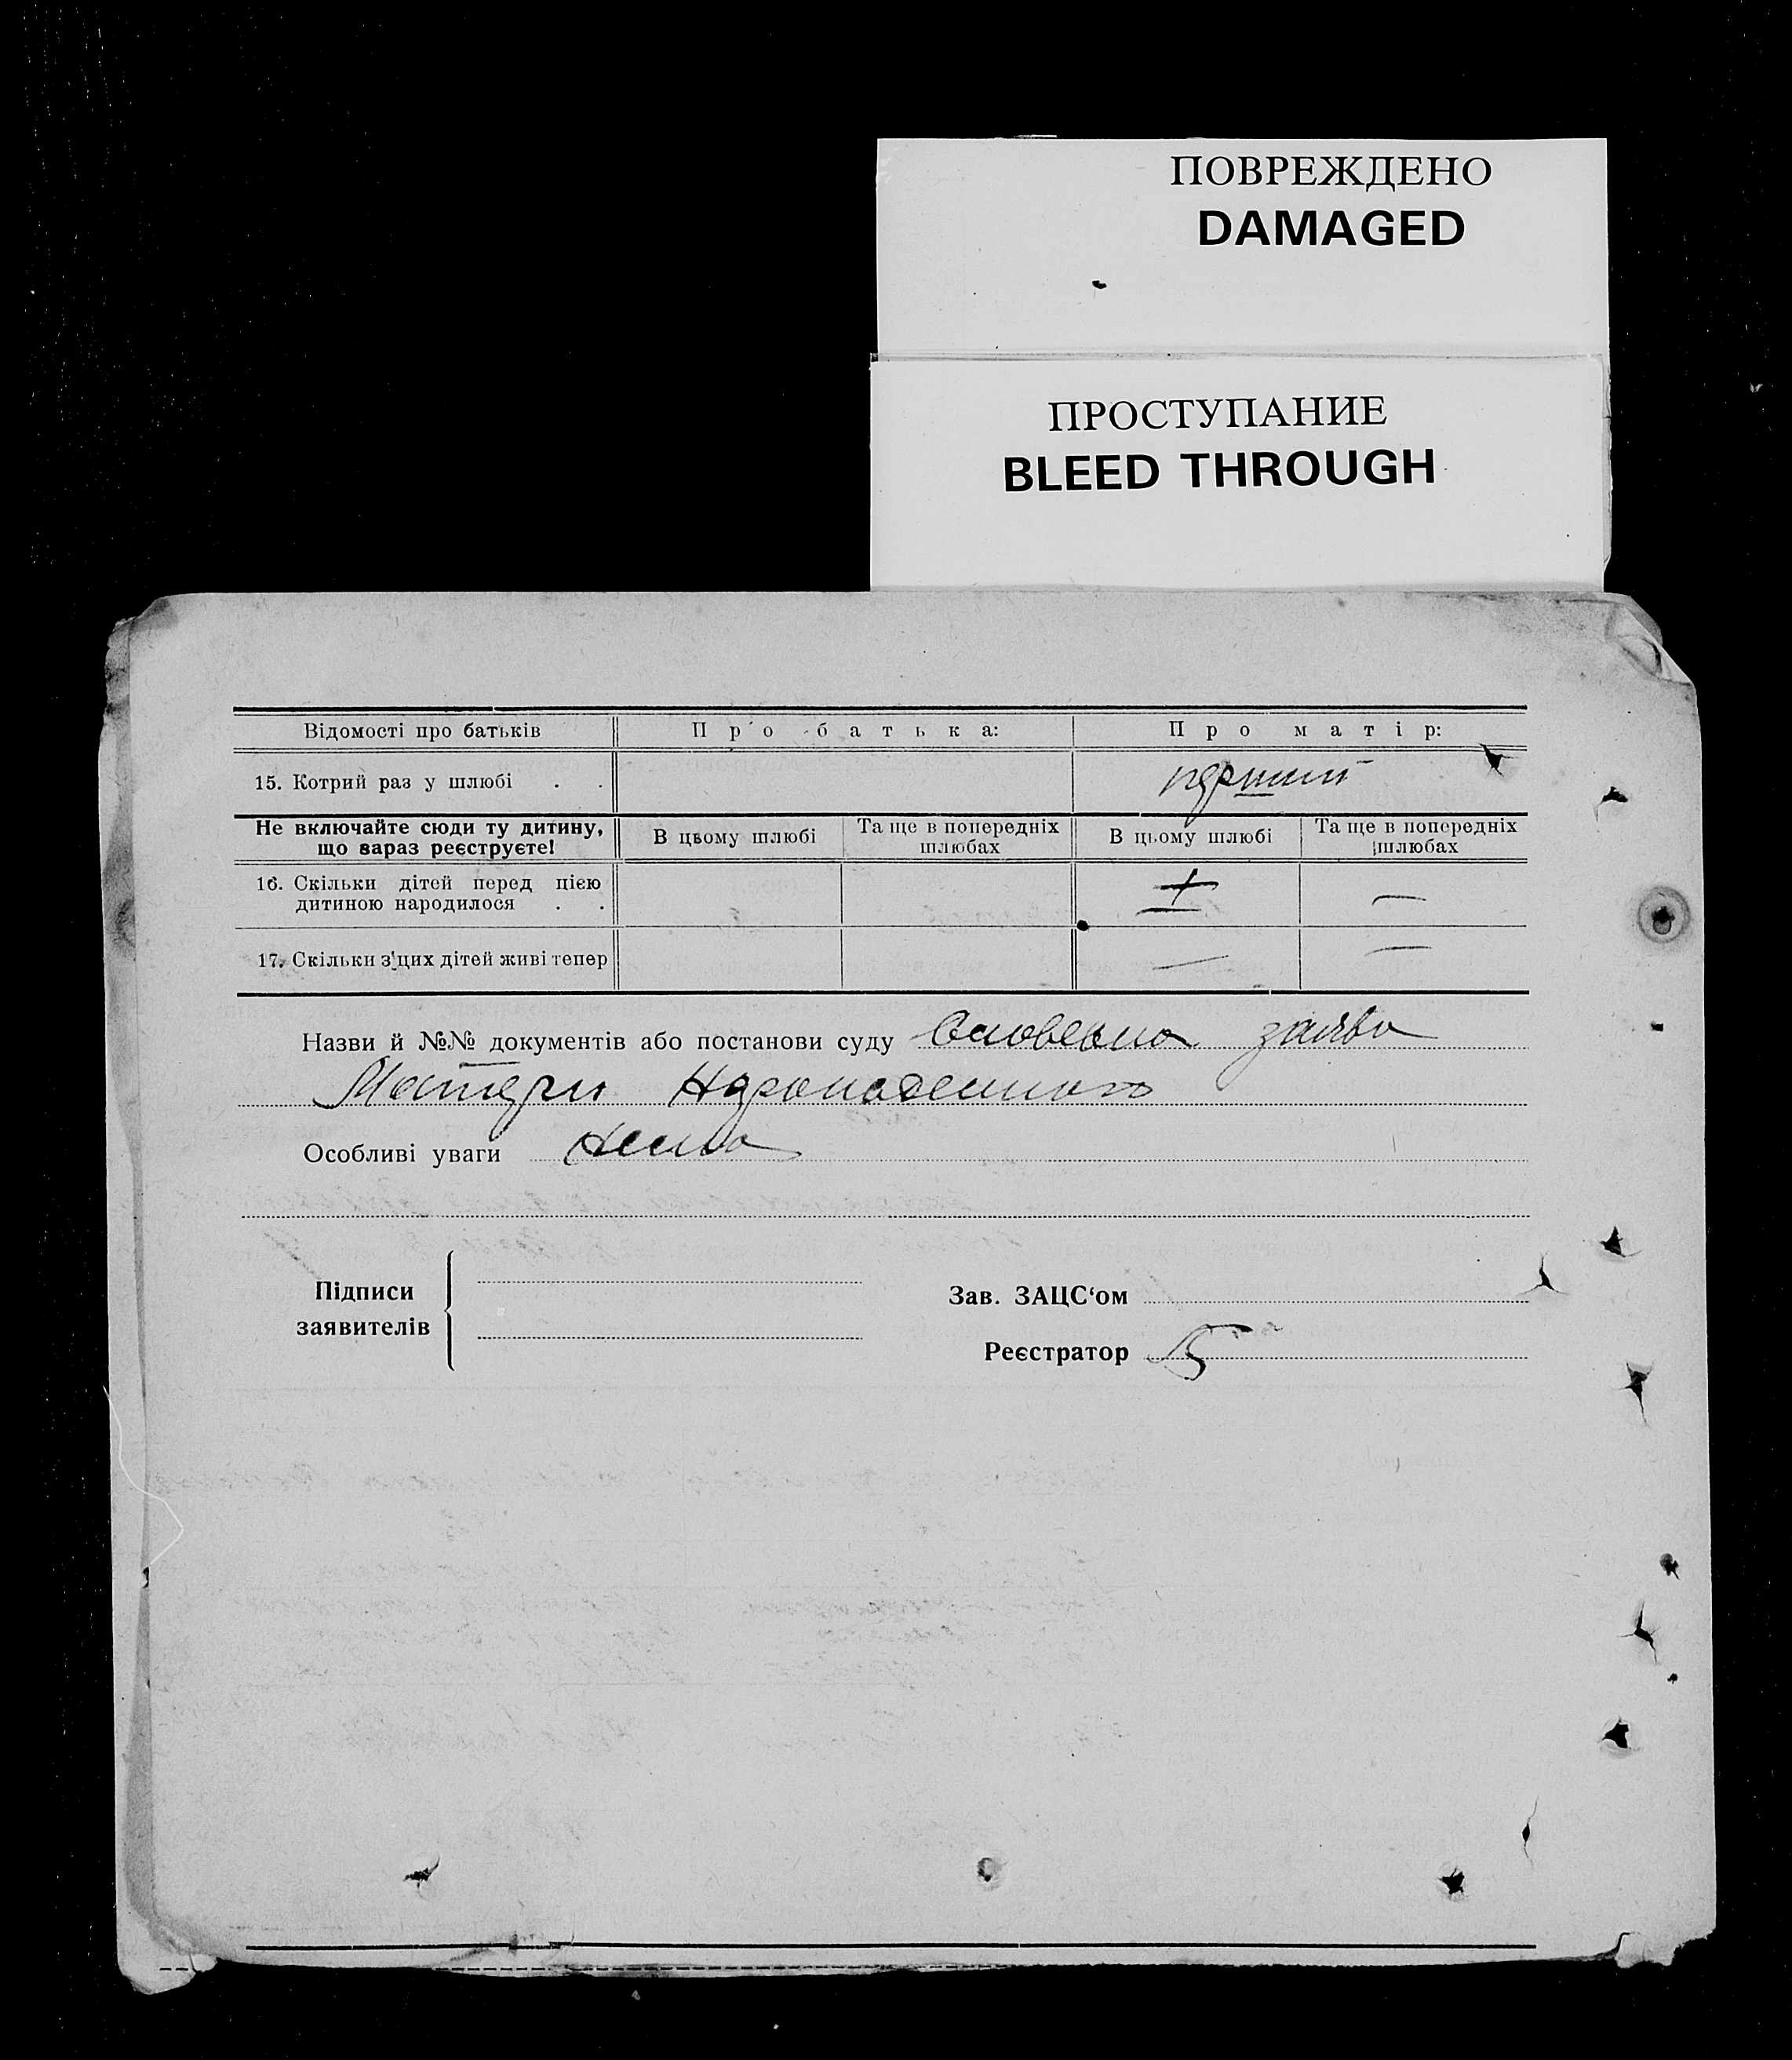 ПОВРЕЖДЕНО
DAMAGED
ПРОСТУПАНИЕ
BLEED THROUGH
Відомості про батьків Про батька: Про матір:
15. Котрий раз у шлюбі . . перший
Не включайте сюди ту дитину, що вараз реєструєте! В цьому шлюбі Та ще в попередніх шлюбах В цьому шлюбі Та ще в попередніх шлюбах
16. Скільки дітей перед цією
дитиною народилося . . —
17. Скільки з цих дітей живі тепер — —
Назви й №№ документів або постанови суду Словесна заява
Матери
Особливі уваги Нема
Підписи
заявителів
Зав. ЗАЦС‘ом
Реєстратор